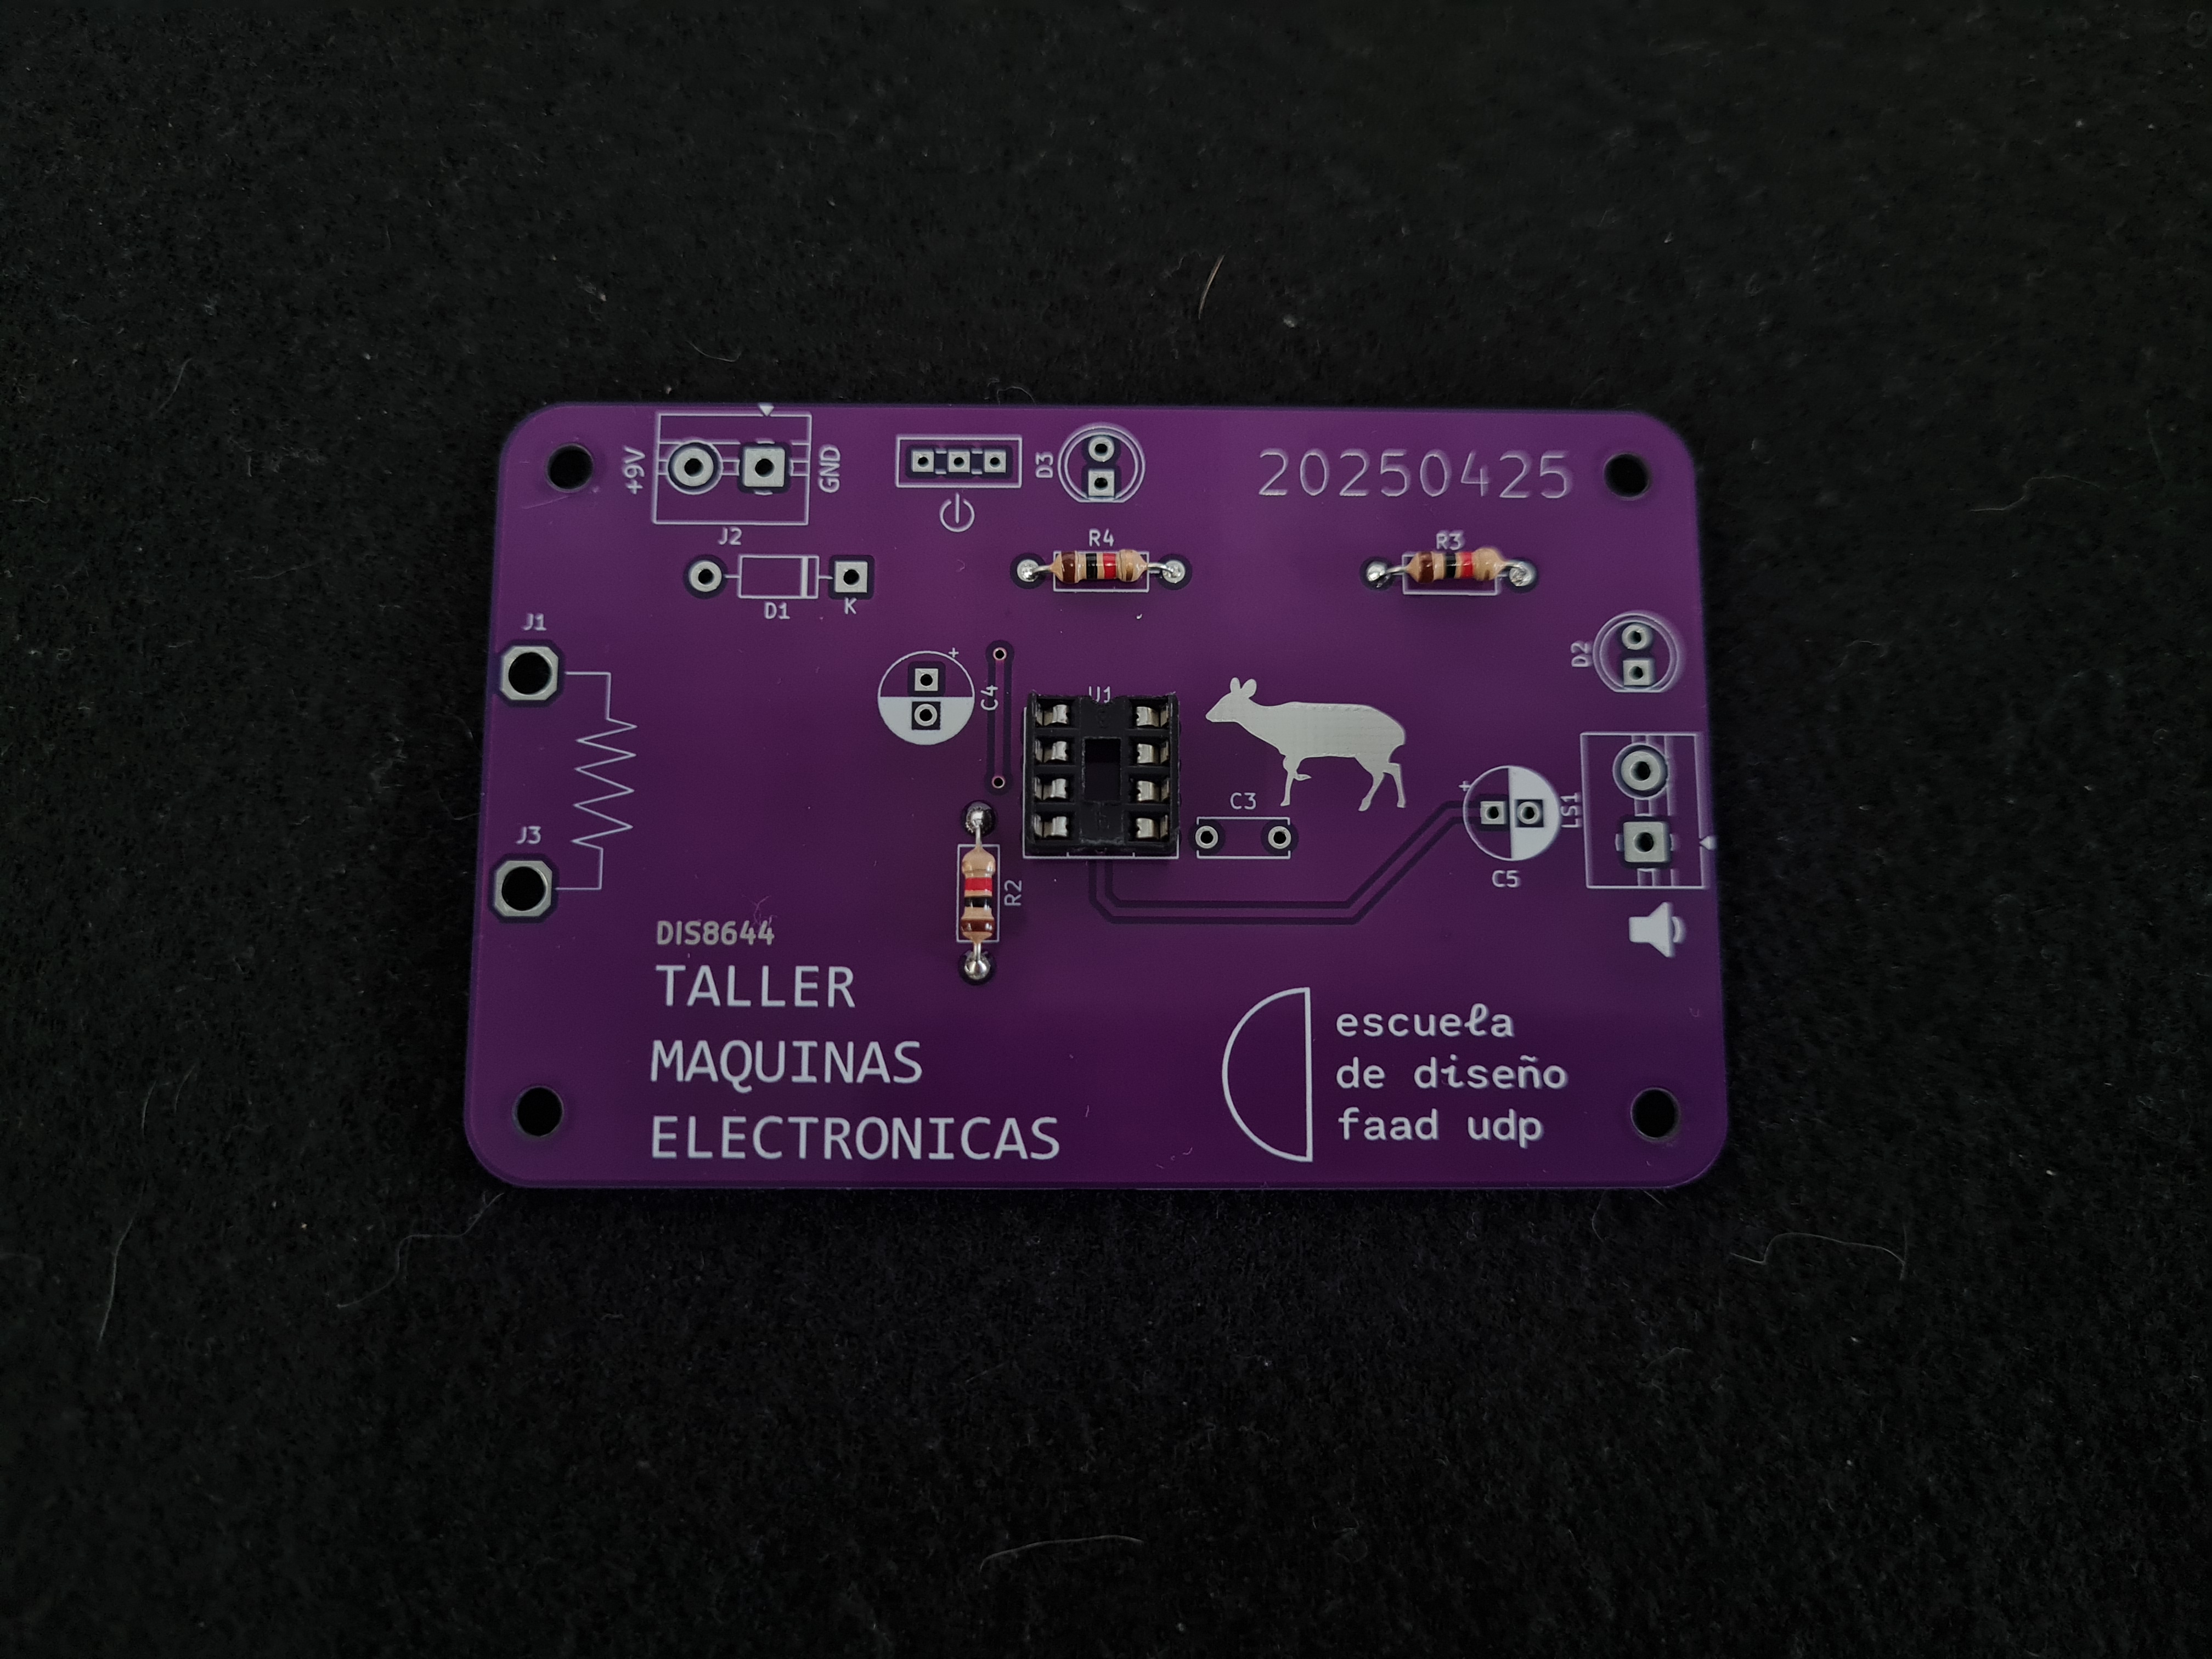 +9V
GND
D3
20250425
J2
R4
R3
D1
K
J1
D2
+
C4
U1
C3
+
LS1
J3
R2
C5
DIS8644
TALLER
MAQUINAS
ELECTRONICAS
escuela
de diseño
faad udp